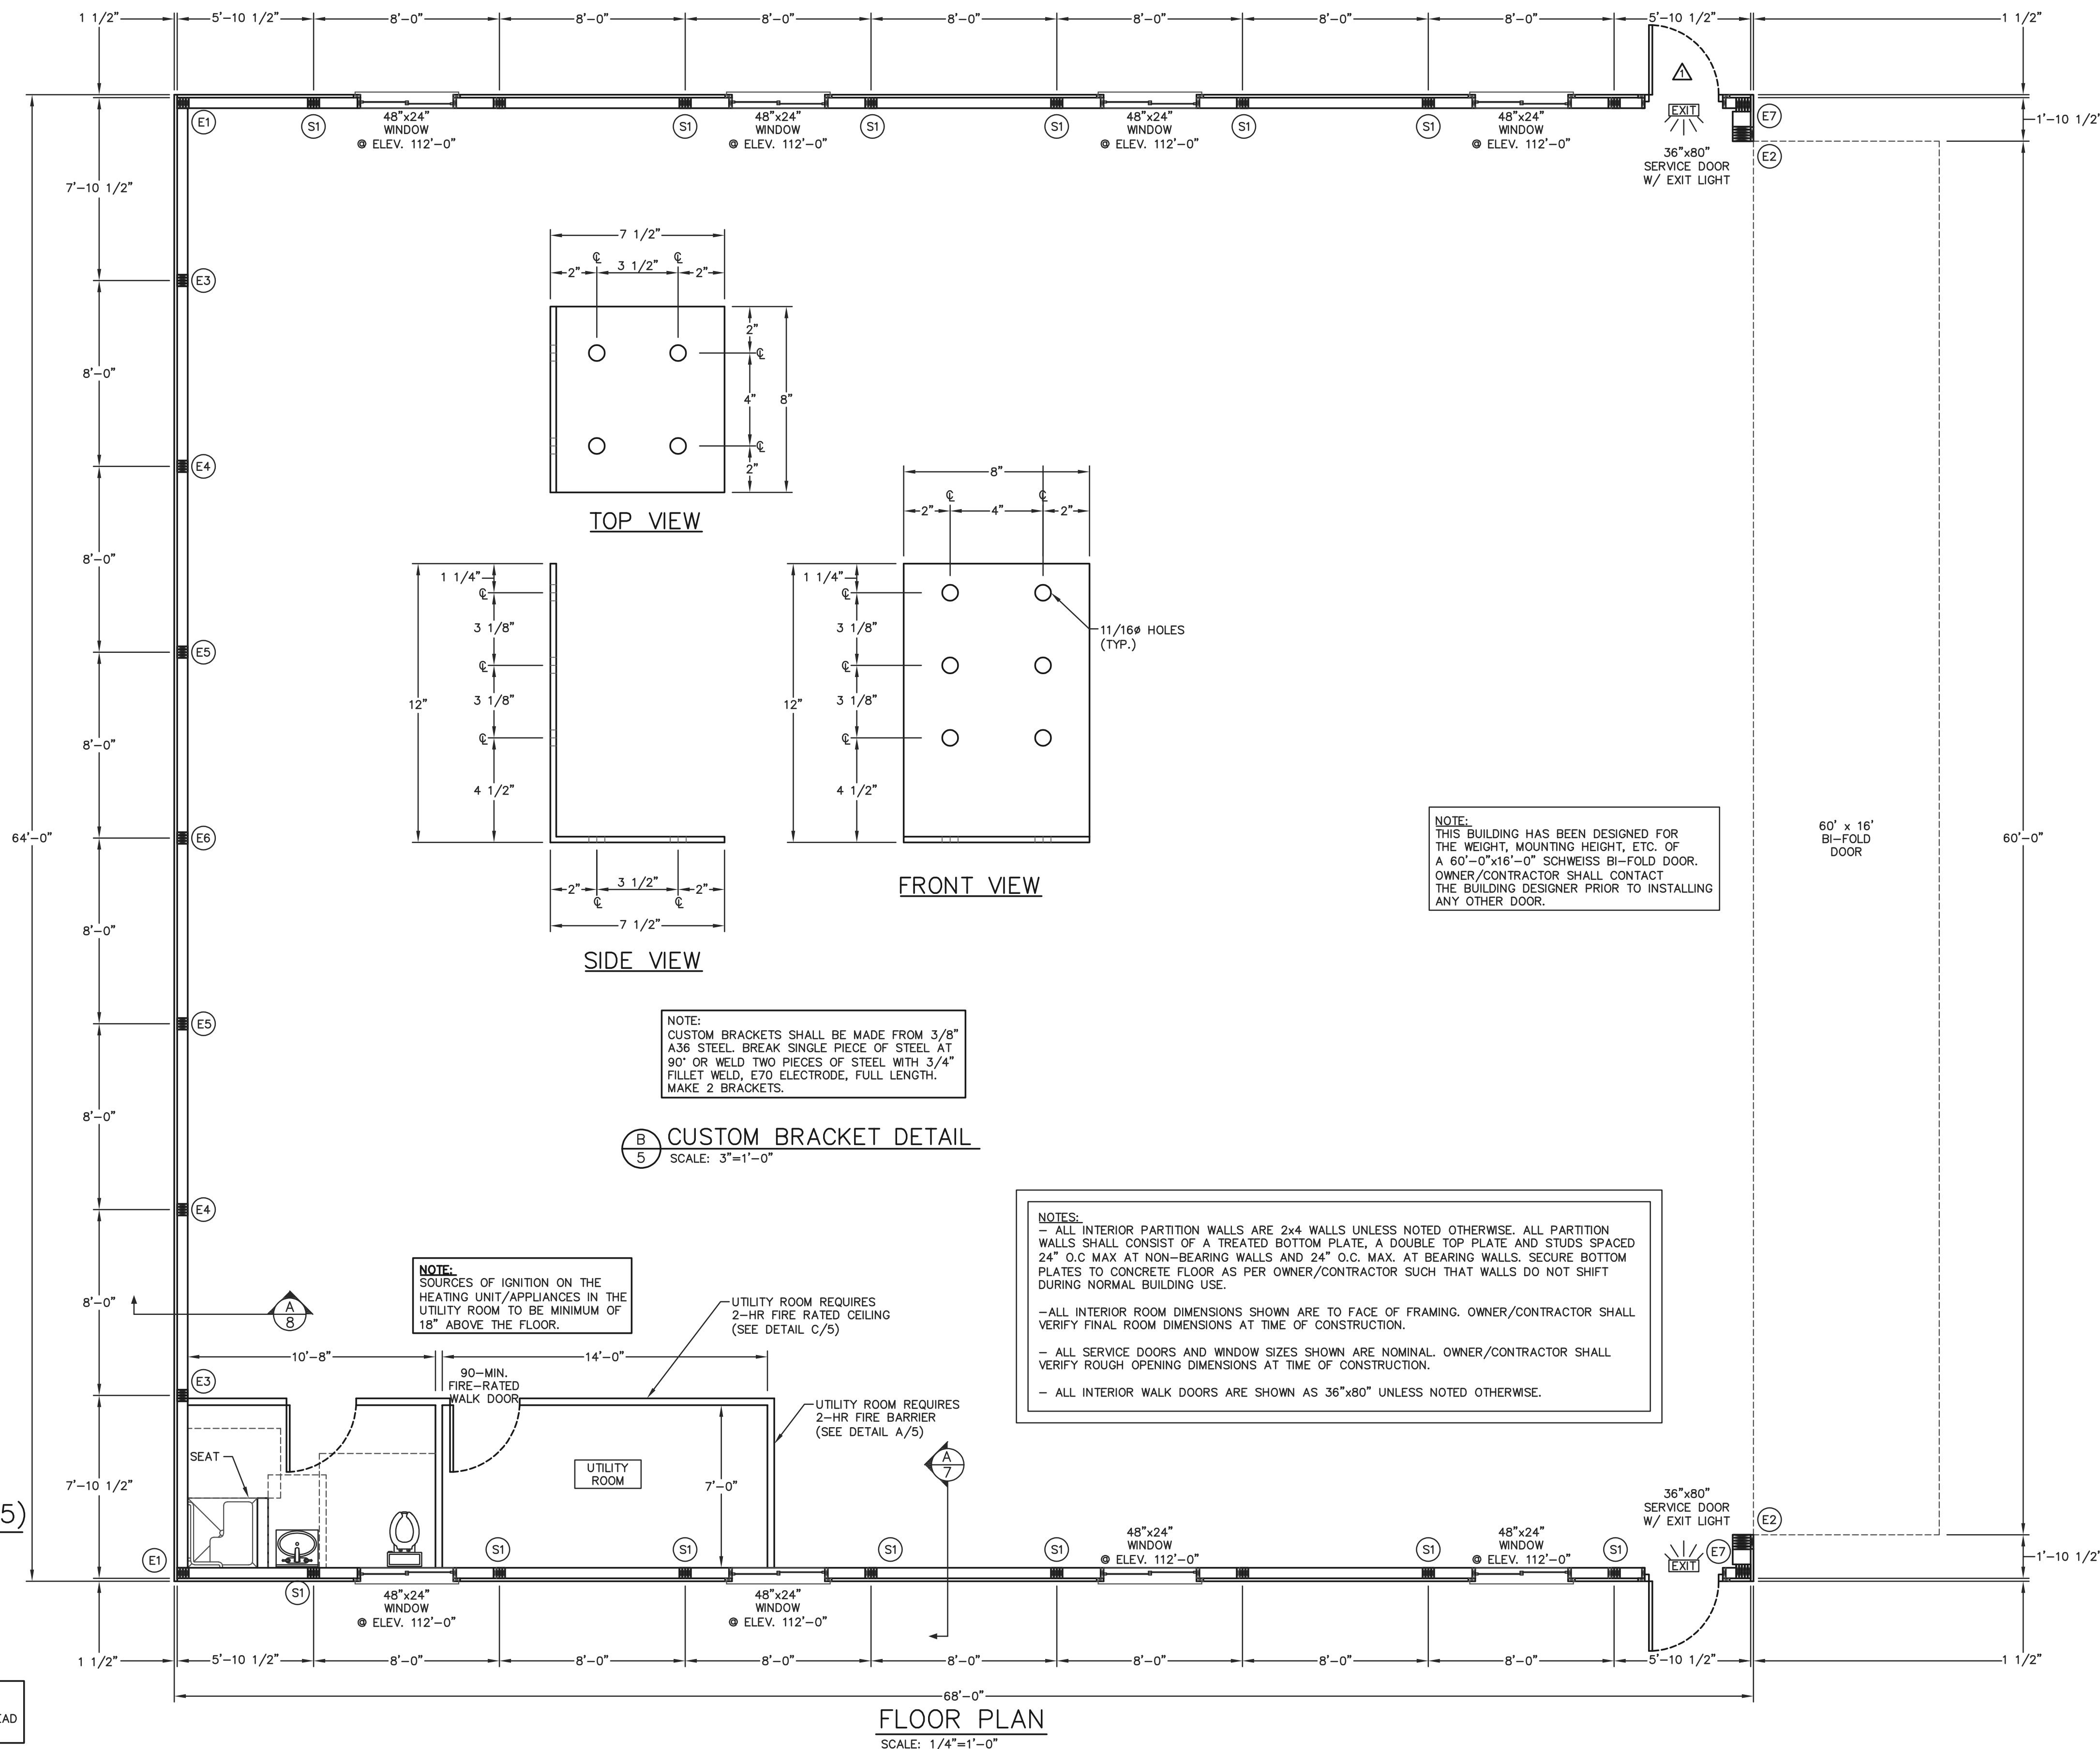 1 1/2"
5'-10 1/2"
8'-0"
8'-0"
8'-0"
8'-0"
8'-0"
8'-0"
8'-0"
5'-10 1/2"
1 1/2"
1
E1
S1
48"x24"
WINDOW
@ ELEV. 112'-0"
S1
48"x24"
WINDOW
@ ELEV. 112'-0"
S1
S1
48"x24"
WINDOW
@ ELEV. 112'-0"
S1
S1
48"x24"
WINDOW
@ ELEV. 112'-0"
EXIT
36"x80"
SERVICE DOOR
W/ EXIT LIGHT
E7
E2
1'-10 1/2"
7'-10 1/2"
E3
8'-0"
E4
8'-0"
E5
8'-0"
E6
8'-0"
E5
8'-0"
E4
8'-0"
E3
7'-10 1/2"
64'-0"
7 1/2"
℄
℄
2"
3 1/2"
2"
2"
℄
4"
8"
℄
2"
TOP VIEW
1 1/4"
℄
3 1/8"
℄
3 1/8"
12"
℄
4 1/2"
2"
3 1/2"
2"
℄
℄
7 1/2"
SIDE VIEW
8"
℄
℄
2"
4"
2"
1 1/4"
℄
3 1/8"
℄
3 1/8"
12"
℄
4 1/2"
11/16ø HOLES
(TYP.)
FRONT VIEW
NOTE:
THIS BUILDING HAS BEEN DESIGNED FOR
THE WEIGHT, MOUNTING HEIGHT, ETC. OF
A 60'-0"x16'-0" SCHWEISS BI-FOLD DOOR.
OWNER/CONTRACTOR SHALL CONTACT
THE BUILDING DESIGNER PRIOR TO INSTALLING
ANY OTHER DOOR.
60' x 16'
BI-FOLD
DOOR
60'-0"
NOTE:
CUSTOM BRACKETS SHALL BE MADE FROM 3/8"
A36 STEEL. BREAK SINGLE PIECE OF STEEL AT
90° OR WELD TWO PIECES OF STEEL WITH 3/4"
FILLET WELD, E70 ELECTRODE, FULL LENGTH.
MAKE 2 BRACKETS.
B
5
CUSTOM BRACKET DETAIL
SCALE: 3"=1'-0"
NOTES:
- ALL INTERIOR PARTITION WALLS ARE 2x4 WALLS UNLESS NOTED OTHERWISE. ALL PARTITION
WALLS SHALL CONSIST OF A TREATED BOTTOM PLATE, A DOUBLE TOP PLATE AND STUDS SPACED
24" O.C MAX AT NON-BEARING WALLS AND 24" O.C. MAX. AT BEARING WALLS. SECURE BOTTOM
PLATES TO CONCRETE FLOOR AS PER OWNER/CONTRACTOR SUCH THAT WALLS DO NOT SHIFT
DURING NORMAL BUILDING USE.
-ALL INTERIOR ROOM DIMENSIONS SHOWN ARE TO FACE OF FRAMING. OWNER/CONTRACTOR SHALL
VERIFY FINAL ROOM DIMENSIONS AT TIME OF CONSTRUCTION.
- ALL SERVICE DOORS AND WINDOW SIZES SHOWN ARE NOMINAL. OWNER/CONTRACTOR SHALL
VERIFY ROUGH OPENING DIMENSIONS AT TIME OF CONSTRUCTION.
- ALL INTERIOR WALK DOORS ARE SHOWN AS 36"x80" UNLESS NOTED OTHERWISE.
NOTE:
SOURCES OF IGNITION ON THE
HEATING UNIT/APPLIANCES IN THE
UTILITY ROOM TO BE MINIMUM OF
18" ABOVE THE FLOOR.
A
8
UTILITY ROOM REQUIRES
2-HR FIRE RATED CEILING
(SEE DETAIL C/5)
10'-8"
14'-0"
90-MIN.
FIRE-RATED
WALK DOOR
UTILITY ROOM REQUIRES
2-HR FIRE BARRIER
(SEE DETAIL A/5)
SEAT
UTILITY
ROOM
7'-0"
A
7
36"x80"
SERVICE DOOR
W/ EXIT LIGHT
EXIT
E7
E2
1'-10 1/2"
5)
E1
S1
48"x24"
WINDOW
@ ELEV. 112'-0"
S1
S1
48"x24"
WINDOW
@ ELEV. 112'-0"
S1
S1
48"x24"
WINDOW
@ ELEV. 112'-0"
S1
48"x24"
WINDOW
@ ELEV. 112'-0"
S1
1 1/2"
5'-10 1/2"
8'-0"
8'-0"
8'-0"
8'-0"
8'-0"
8'-0"
8'-0"
5'-10 1/2"
1 1/2"
68'-0"
FLOOR PLAN
SCALE: 1/4"=1'-0"